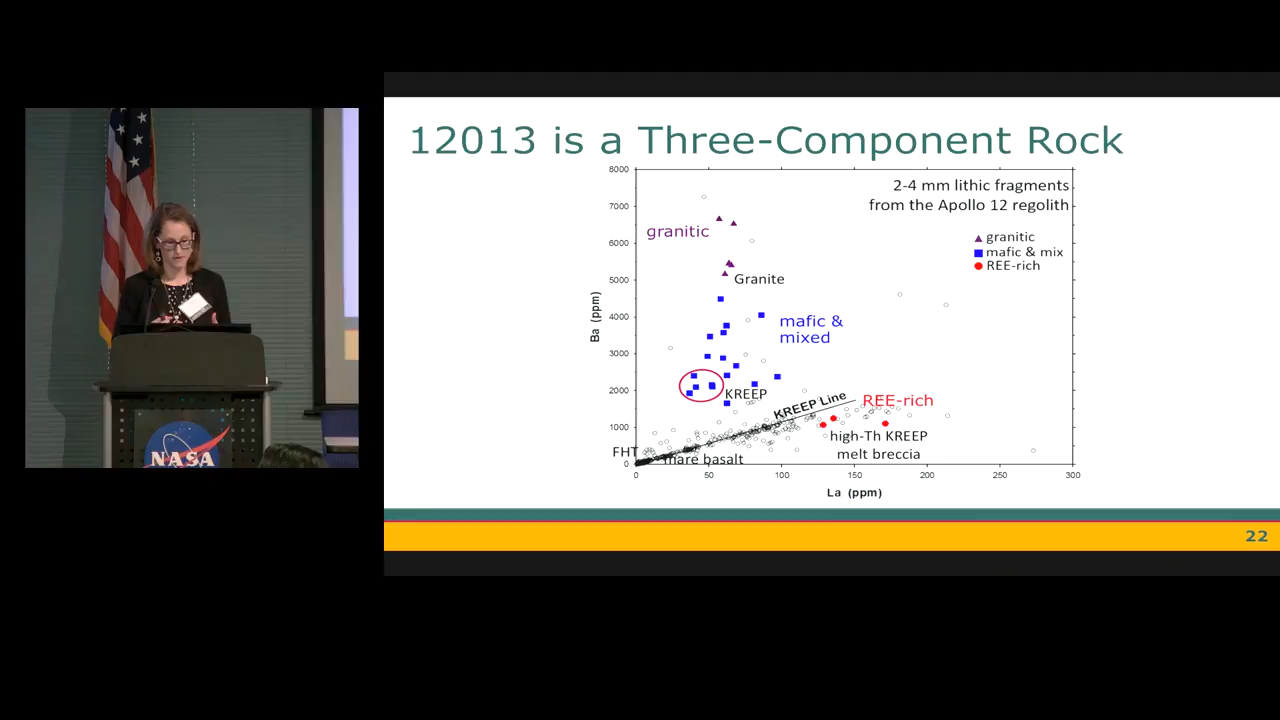 12013 is a Three-Component Rock
2-4 mm lithic fragments
from the Apollo 12 regolith
granitic
mafic & mix
REE-rich
8000
7000
6000
5000
4000
3000
2000
1000
0
Ba (ppm)
granitic
Granite
mafic &
mixed
KREEP
KREEP Line
REE-rich
high-Th KREEP
melt breccia
FHT
mare basalt
0 50 100 150 200 250 300
La (ppm)
22
NASA